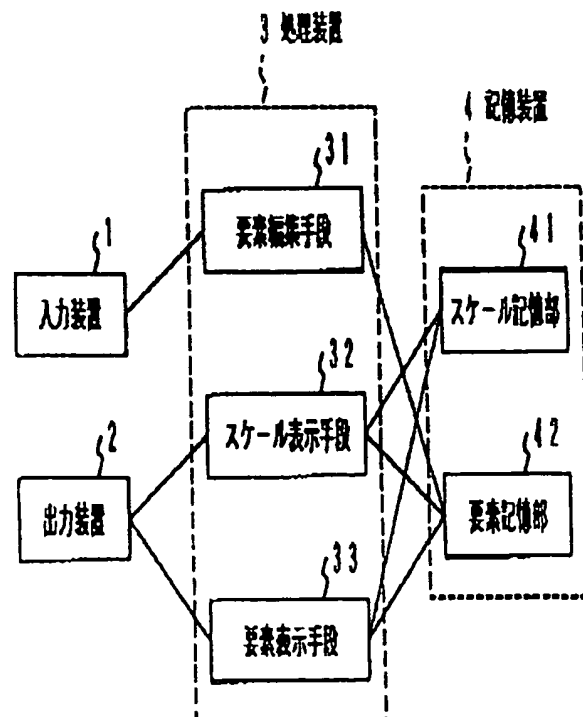 3 処理装置
4 記憶装置
31
要素編集手段
1
入力装置
41
スケール記憶部
32
スケール表示手段
2
出力装置
42
要素記憶部
33
要素表示手段